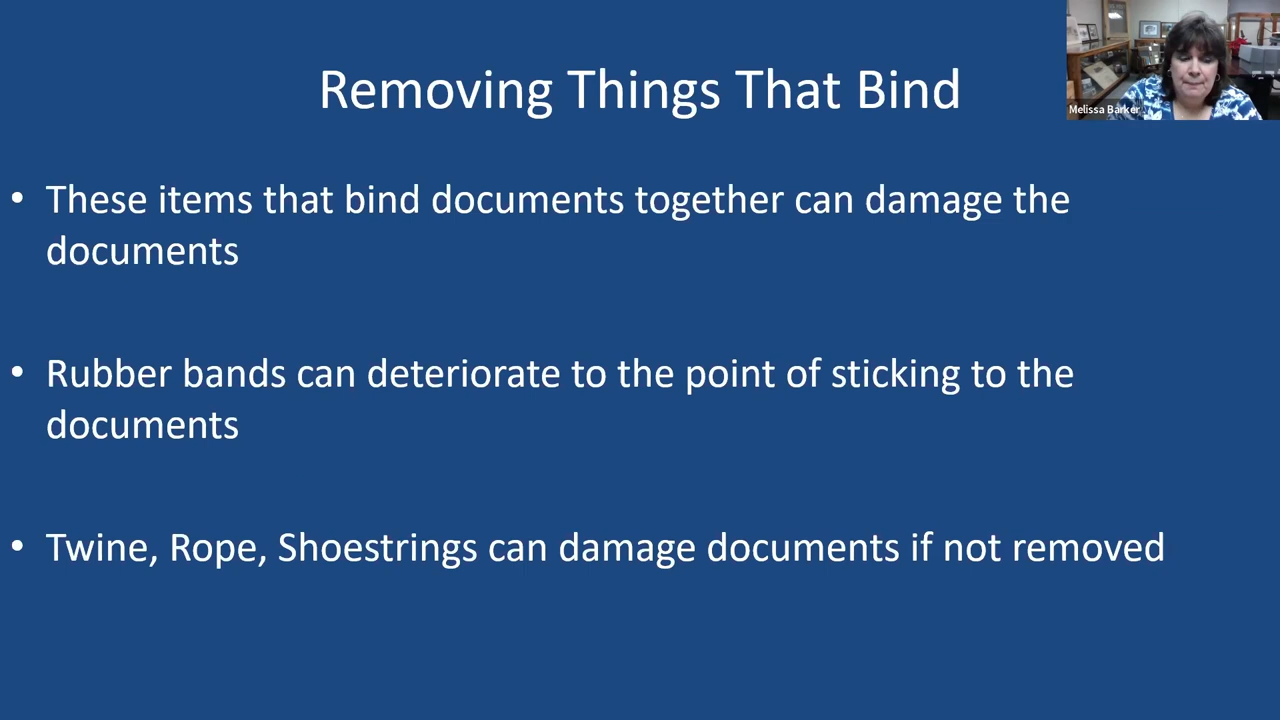 Removing Things That Bind
Melissa Barker
• These items that bind documents together can damage the
documents
• Rubber bands can deteriorate to the point of sticking to the
documents
• Twine, Rope, Shoestrings can damage documents if not removed